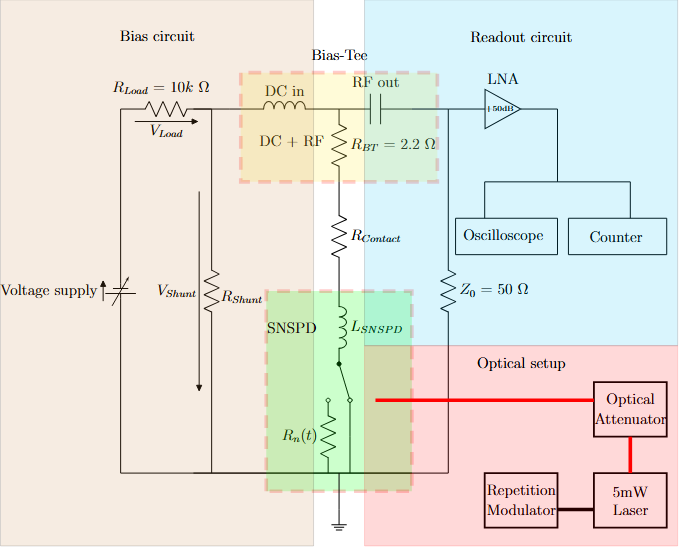 Bias circuit
Readout circuit
Bias-Tee
R_Load = 10k Ω
DC in
RF out
LNA
+50dB
V_Load
DC + RF
R_BT = 2.2 Ω
R_Contact
Oscilloscope
Counter
Voltage supply
V_Shunt
R_Shunt
Z_0 = 50 Ω
SNSPD
L_SNSPD
Optical setup
R_n(t)
Optical
Attenuator
Repetition
Modulator
5mW
Laser